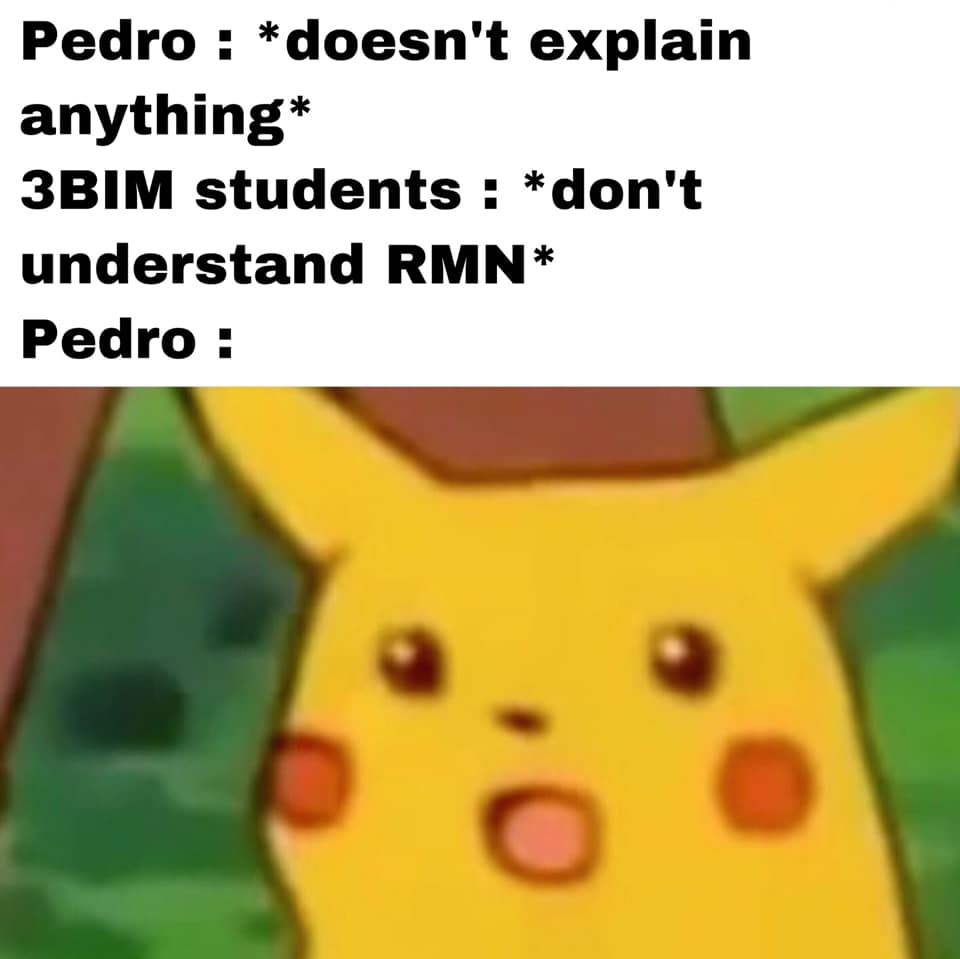 Pedro : *doesn't explain
anything*
3BIM students : *don't
understand RMN*
Pedro :